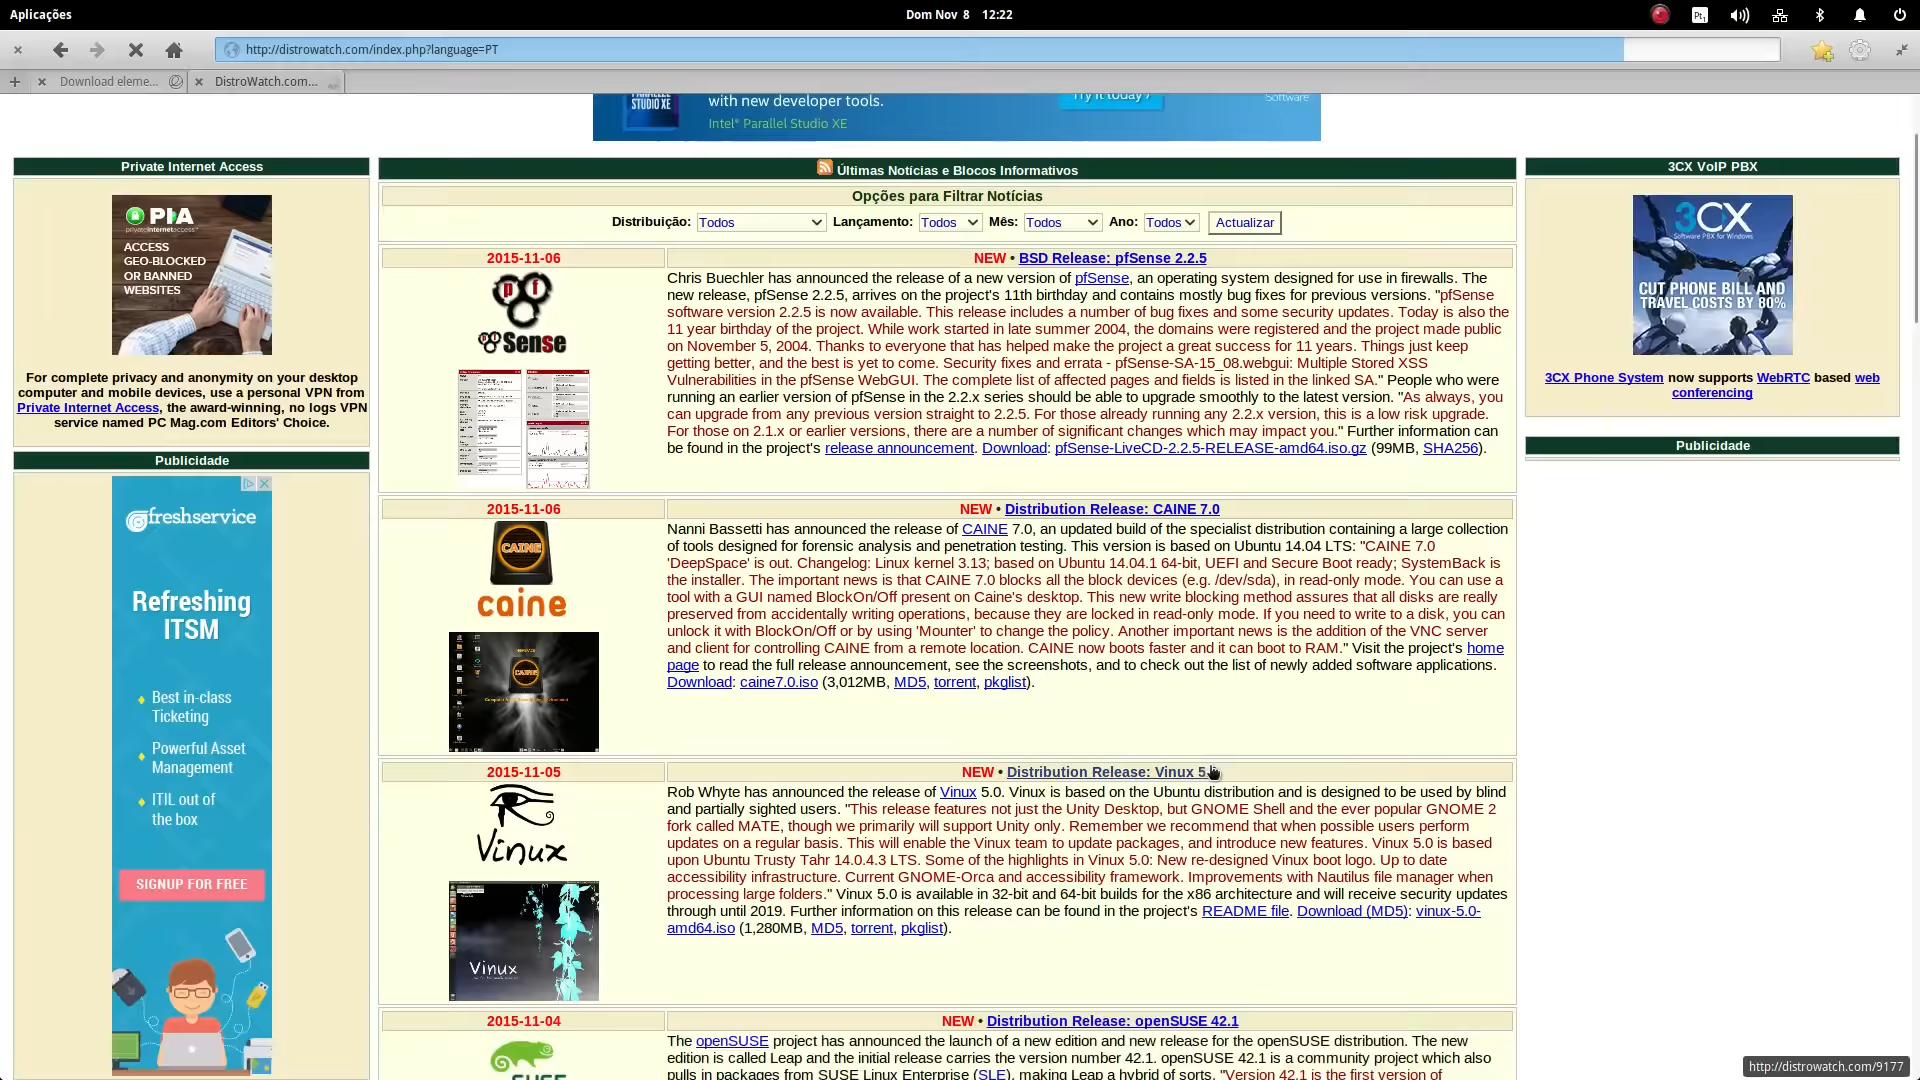 Aplicações
Dom Nov 8 12:22
Pt1
http://distrowatch.com/index.php?language=PT
Download eleme...
DistroWatch.com...
STUDIO XE
with new developer tools.
Intel® Parallel Studio XE
Try it today
Software
Private Internet Access
PIA
privateinternetaccess
ACCESS
GEO-BLOCKED
OR BANNED
WEBSITES
For complete privacy and anonymity on your desktop
computer and mobile devices, use a personal VPN from
Private Internet Access, the award-winning, no logs VPN
service named PC Mag.com Editors' Choice.
Publicidade
freshservice
Refreshing
ITSM
Best in-class
Ticketing
Powerful Asset
Management
ITIL out of
the box
SIGNUP FOR FREE
Últimas Notícias e Blocos Informativos
Opções para Filtrar Notícias
Distribuição: Todos Lançamento: Todos Mês: Todos Ano: Todos Actualizar
2015-11-06
NEW • BSD Release: pfSense 2.2.5
pf
Sense
Chris Buechler has announced the release of a new version of pfSense, an operating system designed for use in firewalls. The
new release, pfSense 2.2.5, arrives on the project's 11th birthday and contains mostly bug fixes for previous versions. "pfSense
software version 2.2.5 is now available. This release includes a number of bug fixes and some security updates. Today is also the
11 year birthday of the project. While work started in late summer 2004, the domains were registered and the project made public
on November 5, 2004. Thanks to everyone that has helped make the project a great success for 11 years. Things just keep
getting better, and the best is yet to come. Security fixes and errata - pfSense-SA-15_08.webgui: Multiple Stored XSS
Vulnerabilities in the pfSense WebGUI. The complete list of affected pages and fields is listed in the linked SA." People who were
running an earlier version of pfSense in the 2.2.x series should be able to upgrade smoothly to the latest version. "As always, you
can upgrade from any previous version straight to 2.2.5. For those already running any 2.2.x version, this is a low risk upgrade.
For those on 2.1.x or earlier versions, there are a number of significant changes which may impact you." Further information can
be found in the project's release announcement. Download: pfSense-LiveCD-2.2.5-RELEASE-amd64.iso.gz (99MB, SHA256).
2015-11-06
NEW • Distribution Release: CAINE 7.0
CAINE
caine
Nanni Bassetti has announced the release of CAINE 7.0, an updated build of the specialist distribution containing a large collection
of tools designed for forensic analysis and penetration testing. This version is based on Ubuntu 14.04 LTS: "CAINE 7.0
'DeepSpace' is out. Changelog: Linux kernel 3.13; based on Ubuntu 14.04.1 64-bit, UEFI and Secure Boot ready; SystemBack is
the installer. The important news is that CAINE 7.0 blocks all the block devices (e.g. /dev/sda), in read-only mode. You can use a
tool with a GUI named BlockOn/Off present on Caine's desktop. This new write blocking method assures that all disks are really
preserved from accidentally writing operations, because they are locked in read-only mode. If you need to write to a disk, you can
unlock it with BlockOn/Off or by using 'Mounter' to change the policy. Another important news is the addition of the VNC server
and client for controlling CAINE from a remote location. CAINE now boots faster and it can boot to RAM." Visit the project's home
page to read the full release announcement, see the screenshots, and to check out the list of newly added software applications.
Download: caine7.0.iso (3,012MB, MD5, torrent, pkglist).
2015-11-05
NEW • Distribution Release: Vinux 5
Vinux
Vinux
Rob Whyte has announced the release of Vinux 5.0. Vinux is based on the Ubuntu distribution and is designed to be used by blind
and partially sighted users. "This release features not just the Unity Desktop, but GNOME Shell and the ever popular GNOME 2
fork called MATE, though we primarily will support Unity only. Remember we recommend that when possible users perform
updates on a regular basis. This will enable the Vinux team to update packages, and introduce new features. Vinux 5.0 is based
upon Ubuntu Trusty Tahr 14.0.4.3 LTS. Some of the highlights in Vinux 5.0: New re-designed Vinux boot logo. Up to date
accessibility infrastructure. Current GNOME-Orca and accessibility framework. Improvements with Nautilus file manager when
processing large folders." Vinux 5.0 is available in 32-bit and 64-bit builds for the x86 architecture and will receive security updates
through until 2019. Further information on this release can be found in the project's README file. Download (MD5): vinux-5.0-
amd64.iso (1,280MB, MD5, torrent, pkglist).
2015-11-04
NEW • Distribution Release: openSUSE 42.1
The openSUSE project has announced the launch of a new edition and new release for the openSUSE distribution. The new
edition is called Leap and the initial release carries the version number 42.1. openSUSE 42.1 is a community project which also
pulls in packages from SUSE Linux Enterprise (SLE), making Leap a hybrid of sorts. "Version 42.1 is the first version of
3CX VoIP PBX
3CX
Software PBX for Windows
CUT PHONE BILL AND
TRAVEL COSTS BY 80%
3CX Phone System now supports WebRTC based web
conferencing
Publicidade
http://distrowatch.com/9177